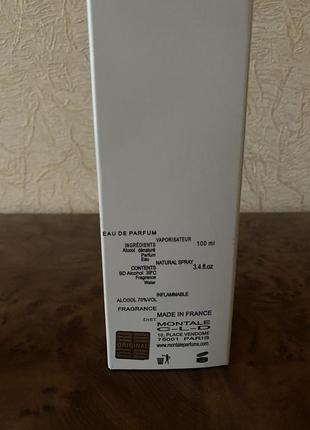 EAU DE PARFUM
VAPORISATEUR
INGRÉDIENTS
100 ml
Alcool dénaturé
Parfum
Eau
NATURAL SPRAY
CONTENTS
3.4 fl.oz
SD Alcohol 39°C
Fragrance
Water
INFLAMMABLE
ALCOOL 70%VOL
FRAGRANCE
MADE IN FRANCE
DIST
MONTALE
C-L-D
10, PLACE VENDOME
75001 PARIS
www.montaleparfums.com
ORIGINAL